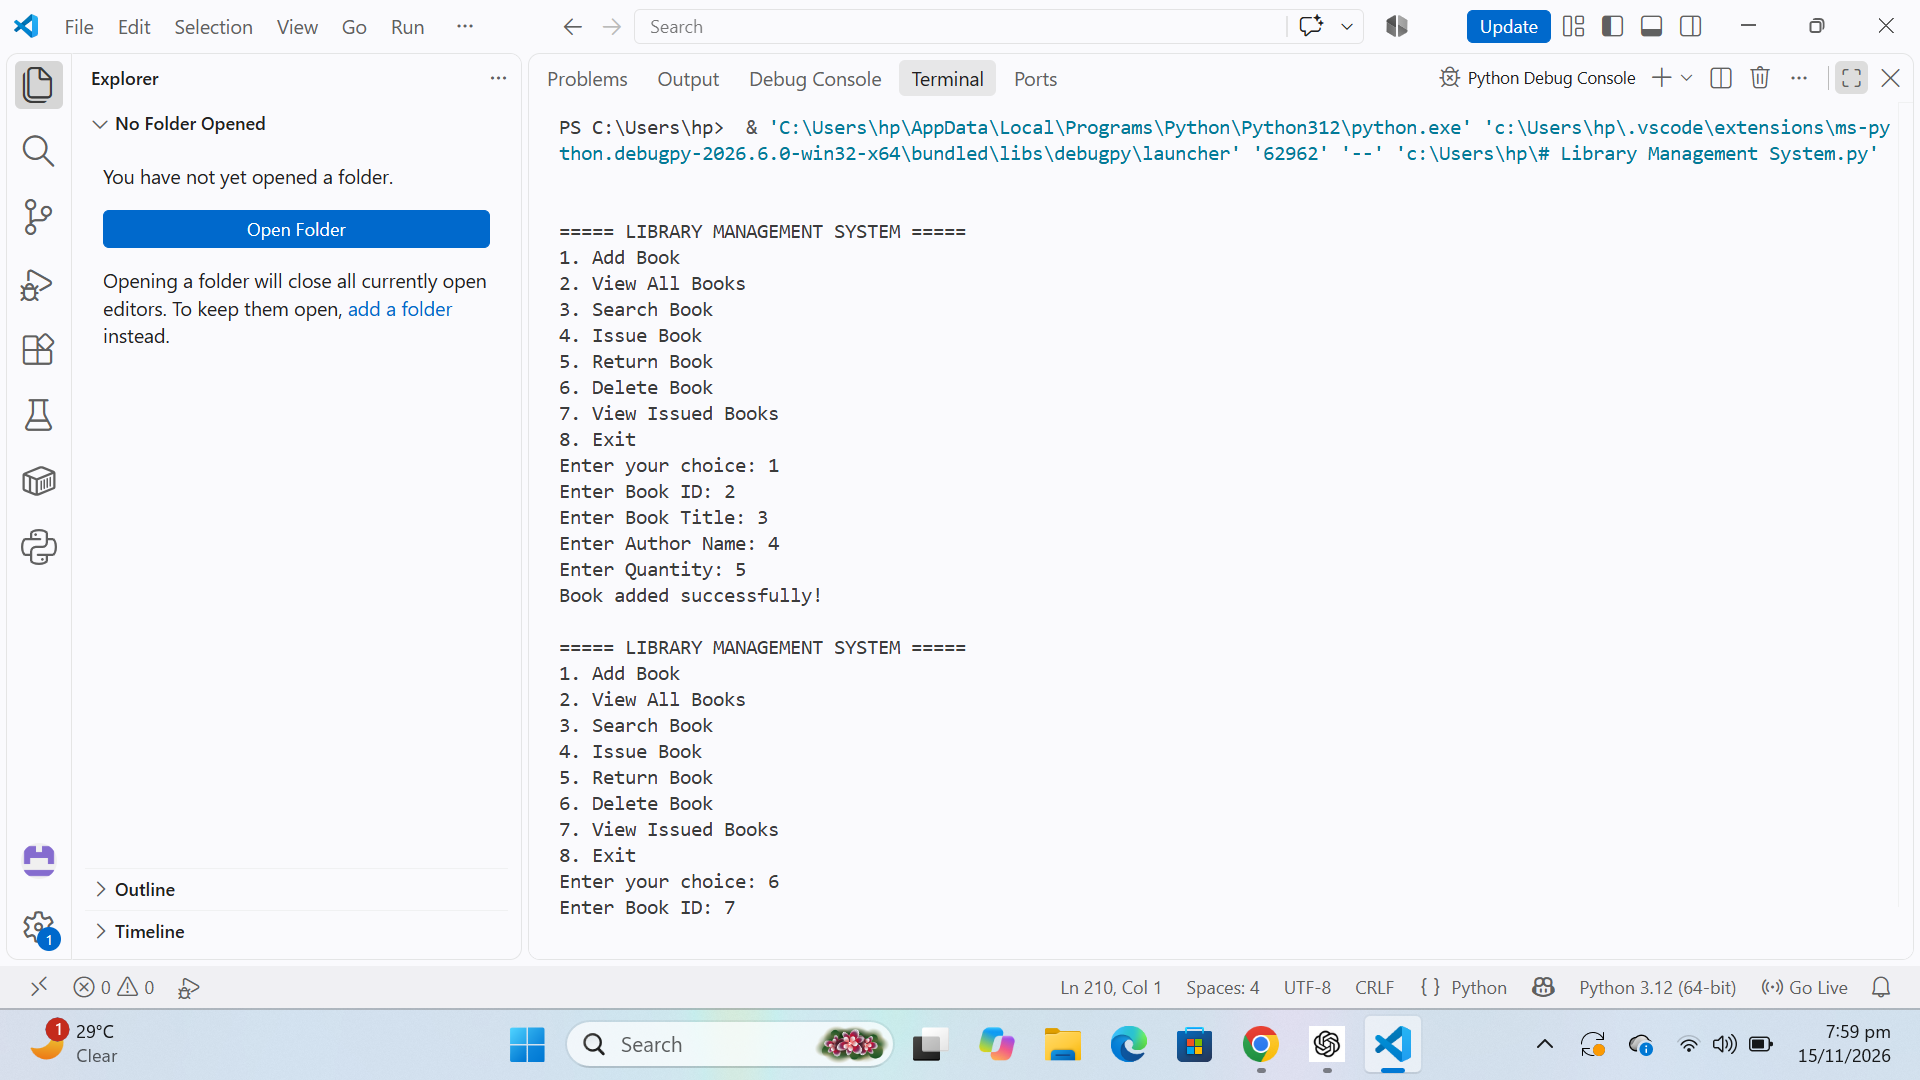 File Edit Selection View Go Run ···
Search
Update
Explorer
No Folder Opened
You have not yet opened a folder.
Open Folder
Opening a folder will close all currently open
editors. To keep them open, add a folder
instead.
Outline
Timeline
1
Problems Output Debug Console Terminal Ports
Python Debug Console
PS C:\Users\hp>  & 'C:\Users\hp\AppData\Local\Programs\Python\Python312\python.exe' 'c:\Users\hp\.vscode\extensions\ms-py
thon.debugpy-2026.6.0-win32-x64\bundled\libs\debugpy\launcher' '62962' '--' 'c:\Users\hp\# Library Management System.py'
===== LIBRARY MANAGEMENT SYSTEM =====
1. Add Book
2. View All Books
3. Search Book
4. Issue Book
5. Return Book
6. Delete Book
7. View Issued Books
8. Exit
Enter your choice: 1
Enter Book ID: 2
Enter Book Title: 3
Enter Author Name: 4
Enter Quantity: 5
Book added successfully!
===== LIBRARY MANAGEMENT SYSTEM =====
1. Add Book
2. View All Books
3. Search Book
4. Issue Book
5. Return Book
6. Delete Book
7. View Issued Books
8. Exit
Enter your choice: 6
Enter Book ID: 7
0 0
Ln 210, Col 1 Spaces: 4 UTF-8 CRLF { } Python Python 3.12 (64-bit) Go Live
1
29°C
Clear
Search
7:59 pm
15/11/2026